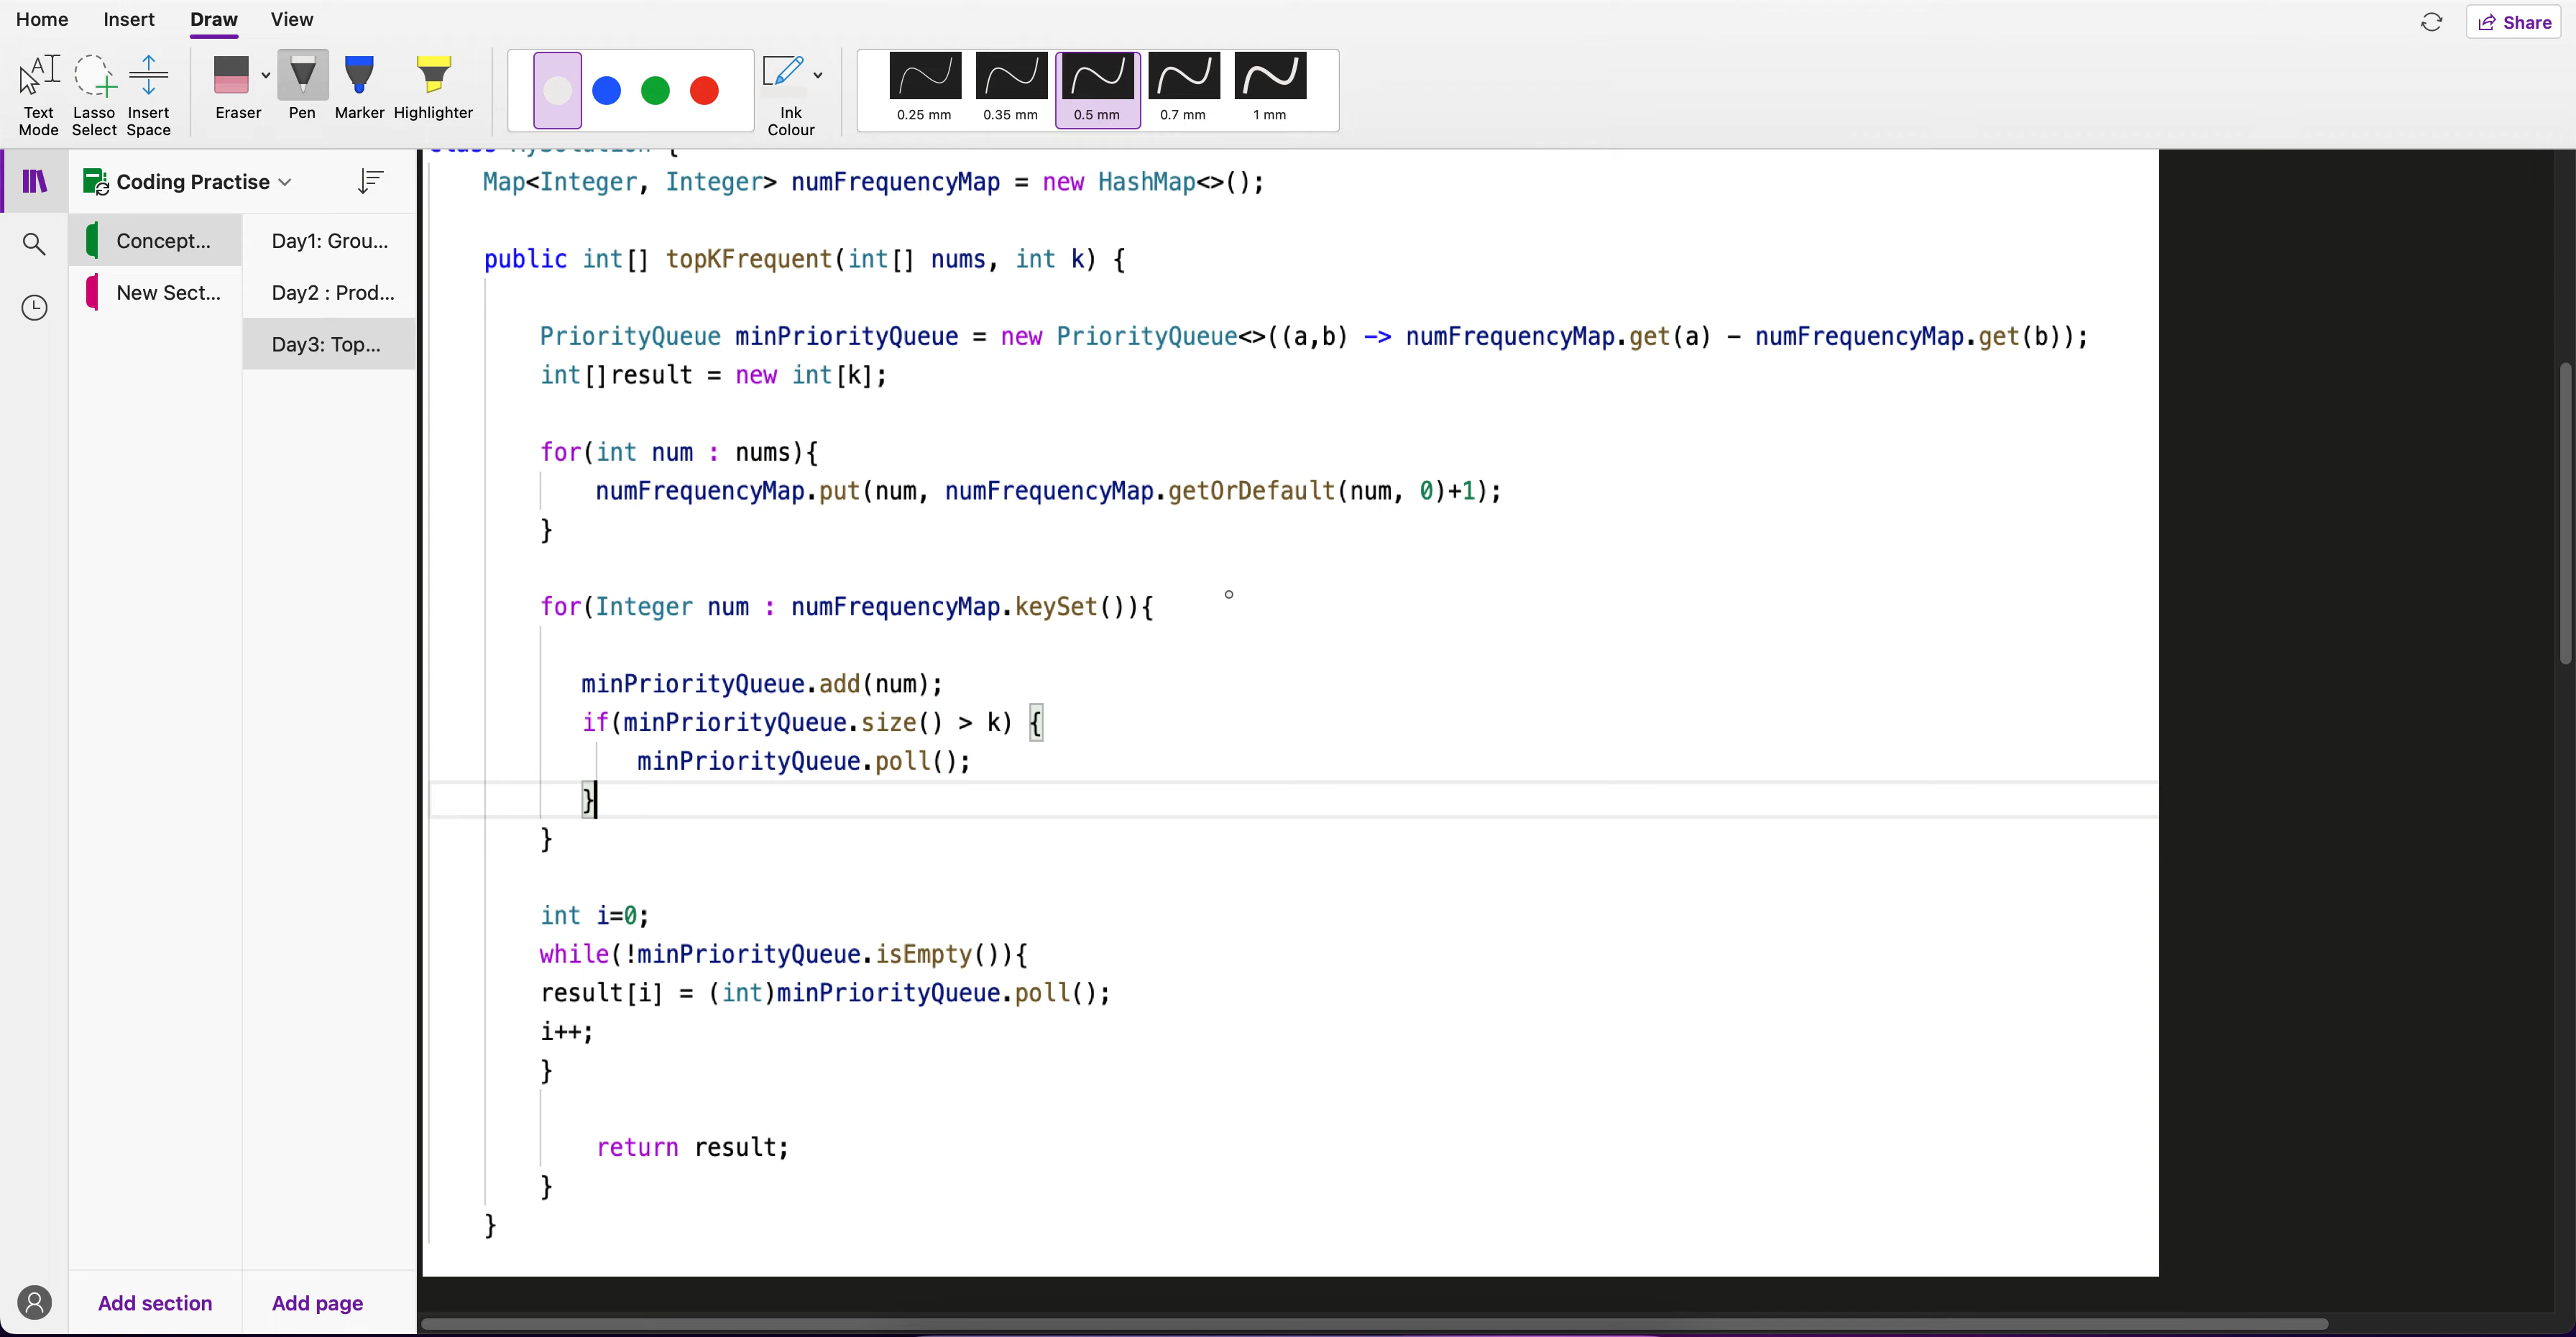 Home Insert Draw View Share
Text Mode
Lasso Select
Insert Space
Eraser
Pen
Marker
Highlighter
Ink Colour
0.25 mm
0.35 mm
0.5 mm
0.7 mm
1 mm
Coding Practise
Concept...
New Sect...
Day1: Grou...
Day2 : Prod...
Day3: Top...
Map<Integer, Integer> numFrequencyMap = new HashMap<>();
public int[] topKFrequent(int[] nums, int k) {
PriorityQueue minPriorityQueue = new PriorityQueue<>((a,b) -> numFrequencyMap.get(a) - numFrequencyMap.get(b));
int[]result = new int[k];
for(int num : nums){
numFrequencyMap.put(num, numFrequencyMap.getOrDefault(num, 0)+1);
}
for(Integer num : numFrequencyMap.keySet()){
minPriorityQueue.add(num);
if(minPriorityQueue.size() > k) {
minPriorityQueue.poll();
}
}
int i=0;
while(!minPriorityQueue.isEmpty()){
result[i] = (int)minPriorityQueue.poll();
i++;
}
return result;
}
}
Add section
Add page